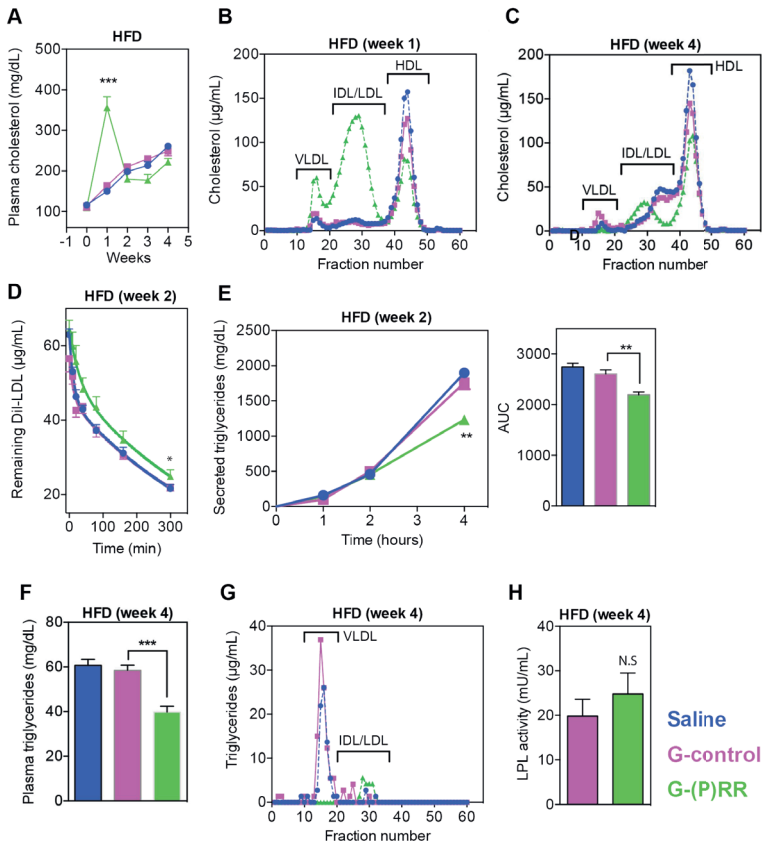 A
HFD
Plasma cholesterol (mg/dL)
500
400
300
200
100
***
-1 0 1 2 3 4 5
Weeks
B
HFD (week 1)
Cholesterol (µg/mL)
200
150
100
50
0
VLDL
IDL/LDL
HDL
0 10 20 30 40 50 60
Fraction number
C
HFD (week 4)
Cholesterol (µg/mL)
200
150
100
50
0
VLDL
IDL/LDL
HDL
D
0 10 20 30 40 50 60
Fraction number
D
HFD (week 2)
Remaining Dil-LDL (µg/mL)
60
40
20
*
0 100 200 300
Time (min)
E
HFD (week 2)
Secreted triglycerides (mg/dL)
2500
2000
1500
1000
500
0
**
0 1 2 3 4
Time (hours)
AUC
3000
2000
1000
0
**
F
HFD (week 4)
Plasma triglycerides (mg/dL)
80
60
40
20
0
***
G
HFD (week 4)
Triglycerides (µg/mL)
40
30
20
10
0
VLDL
IDL/LDL
0 10 20 30 40 50 60
Fraction number
H
HFD (week 4)
LPL activity (mU/mL)
40
30
20
10
0
N.S
Saline
G-control
G-(P)RR